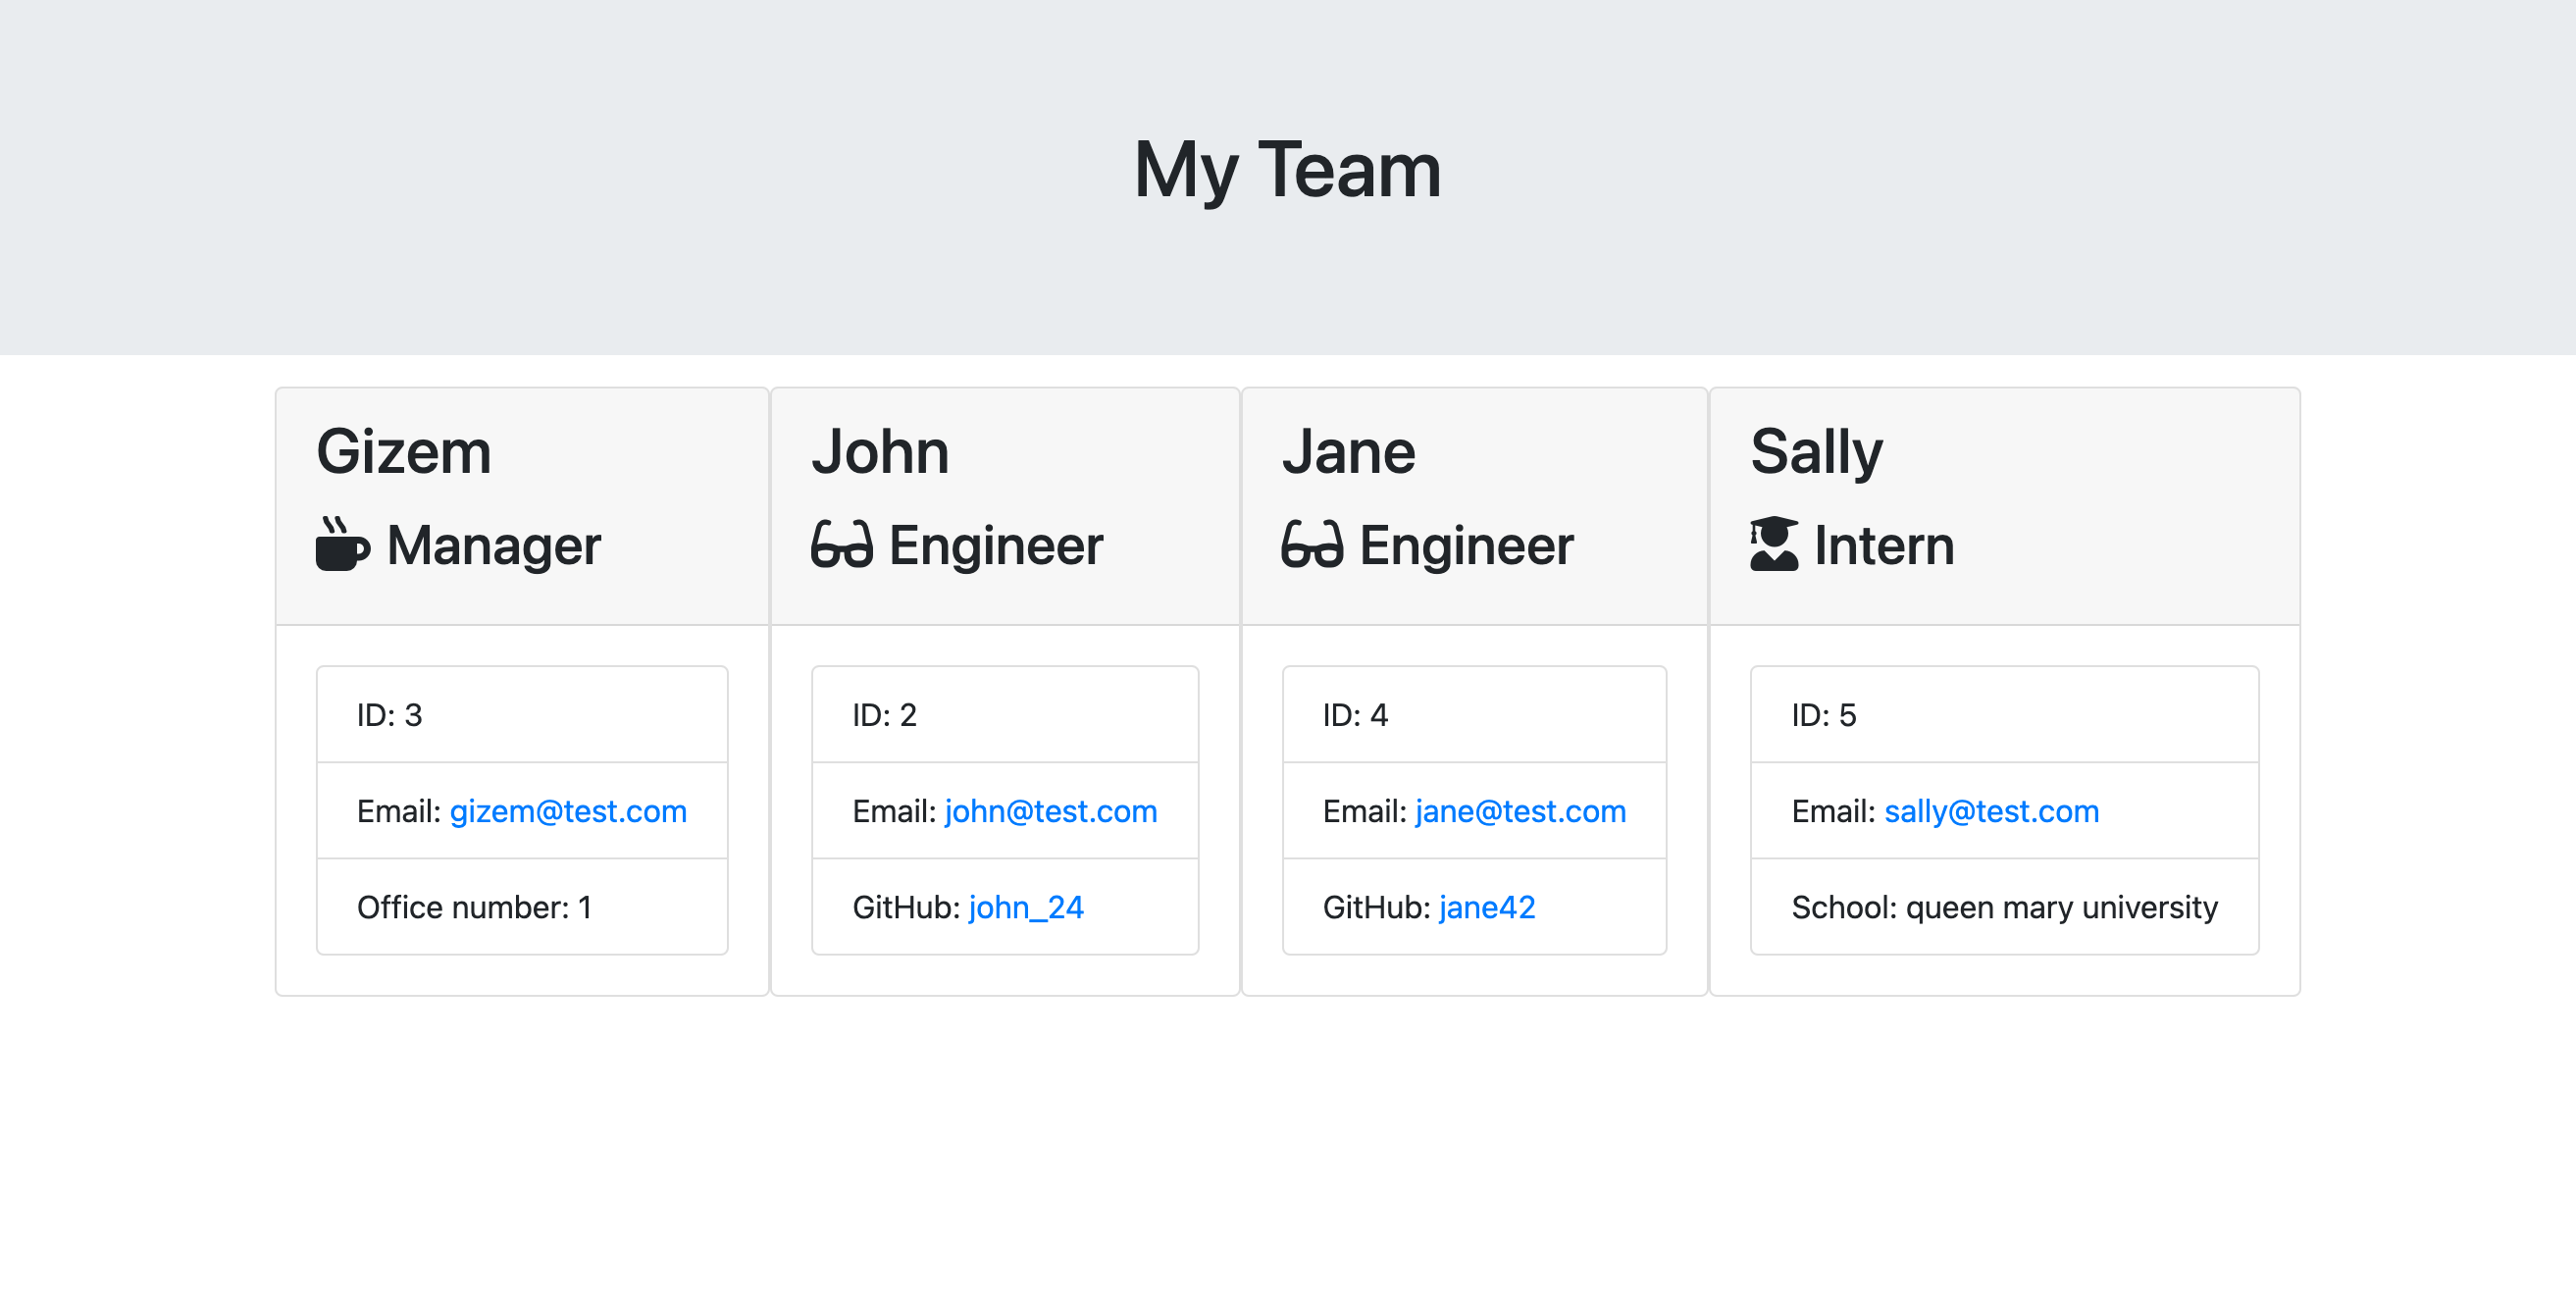 My Team
Gizem
Manager
ID: 3
Email: gizem@test.com
Office number: 1
John
Engineer
ID: 2
Email: john@test.com
GitHub: john_24
Jane
Engineer
ID: 4
Email: jane@test.com
GitHub: jane42
Sally
Intern
ID: 5
Email: sally@test.com
School: queen mary university